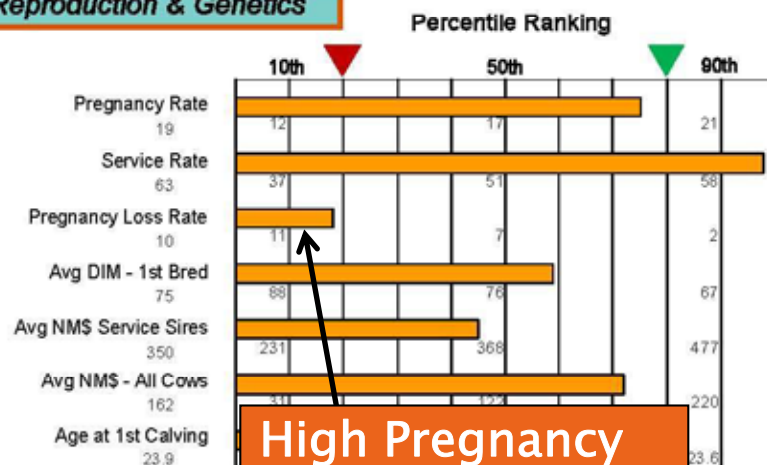 Reproduction & Genetics
Percentile Ranking
10th 50th 90th
Pregnancy Rate
19 12 17 21
Service Rate
63 37 51 58
Pregnancy Loss Rate
10 11 7 2
Avg DIM - 1st Bred
75 88 76 67
Avg NM$ Service Sires
350 231 368 477
Avg NM$ - All Cows
162 220
Age at 1st Calving
23.9 23.6
High Pregnancy